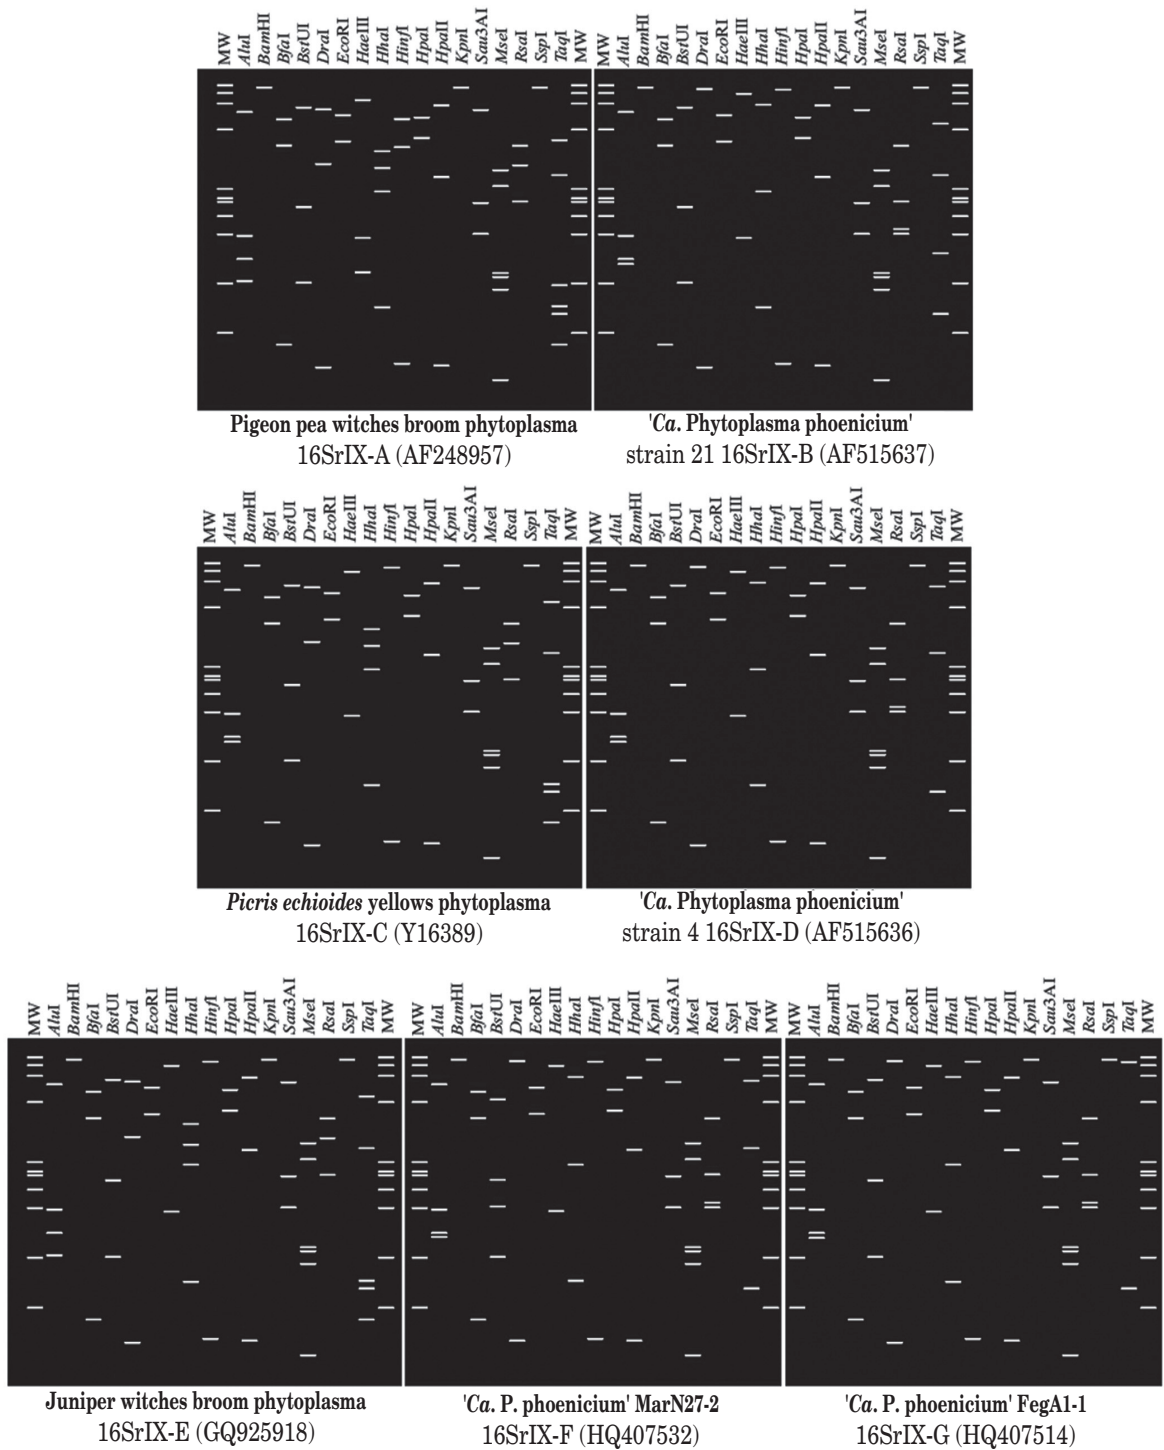 MW AluI BamHI BfaI BstUI DraI EcoRI HaeIII HhaI HinfI HpaI HpaII KpnI Sau3AI MseI RsaI SspI TaqI MW MW AluI BamHI BfaI BstUI DraI EcoRI HaeIII HhaI HinfI HpaI HpaII KpnI Sau3AI MseI RsaI SspI TaqI MW
Pigeon pea witches broom phytoplasma
16SrIX-A (AF248957)
'Ca. Phytoplasma phoenicium'
strain 21 16SrIX-B (AF515637)
MW AluI BamHI BfaI BstUI DraI EcoRI HaeIII HhaI HinfI HpaI HpaII KpnI Sau3AI MseI RsaI SspI TaqI MW MW AluI BamHI BfaI BstUI DraI EcoRI HaeIII HhaI HinfI HpaI HpaII KpnI Sau3AI MseI RsaI SspI TaqI MW
Picris echioides yellows phytoplasma
16SrIX-C (Y16389)
'Ca. Phytoplasma phoenicium'
strain 4 16SrIX-D (AF515636)
MW AluI BamHI BfaI BstUI DraI EcoRI HaeIII HhaI HinfI HpaI HpaII KpnI Sau3AI MseI RsaI SspI TaqI MW MW AluI BamHI BfaI BstUI DraI EcoRI HaeIII HhaI HinfI HpaI HpaII KpnI Sau3AI MseI RsaI SspI TaqI MW MW AluI BamHI BfaI BstUI DraI EcoRI HaeIII HhaI HinfI HpaI HpaII KpnI Sau3AI MseI RsaI SspI TaqI MW
Juniper witches broom phytoplasma
16SrIX-E (GQ925918)
'Ca. P. phoenicium' MarN27-2
16SrIX-F (HQ407532)
'Ca. P. phoenicium' FegA1-1
16SrIX-G (HQ407514)